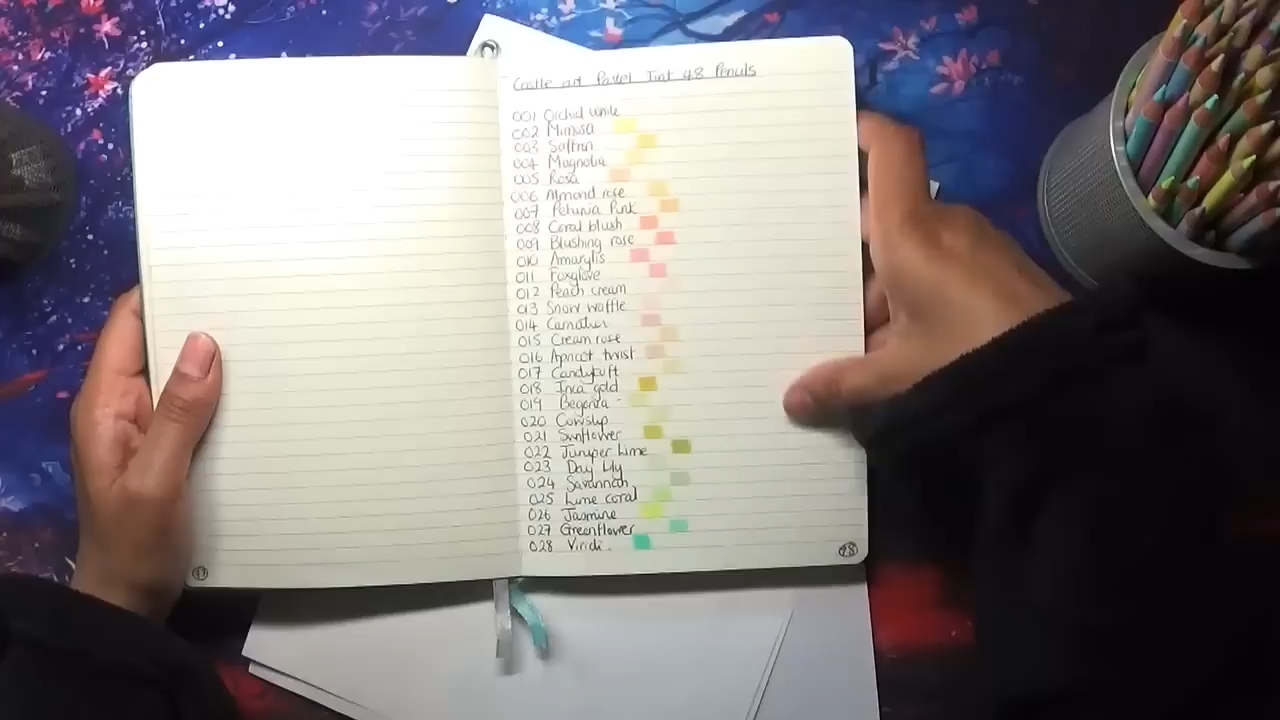 Castle art Pastel Tint 48 Pencils
001 Orchid white
002 Mimosa
003 Saffron
004 Magnolia
005 Rosa
006 Almond rose
007 Petunia Pink
008 Coral blush
009 Blushing rose
010 Amaryllis
011 Foxglove
012 Peach cream
013 Snow waffle
014
015 Cream rose
016 Apricot twist
017 Candytuft
018 Inca gold
019 Begonia
020 Cowslip
021 Sunflower
022 Juniper Lime
023 Day Lily
024 Savannah
025 Lime coral
026 Jasmine
027 Greenflower
028 Viridi
98